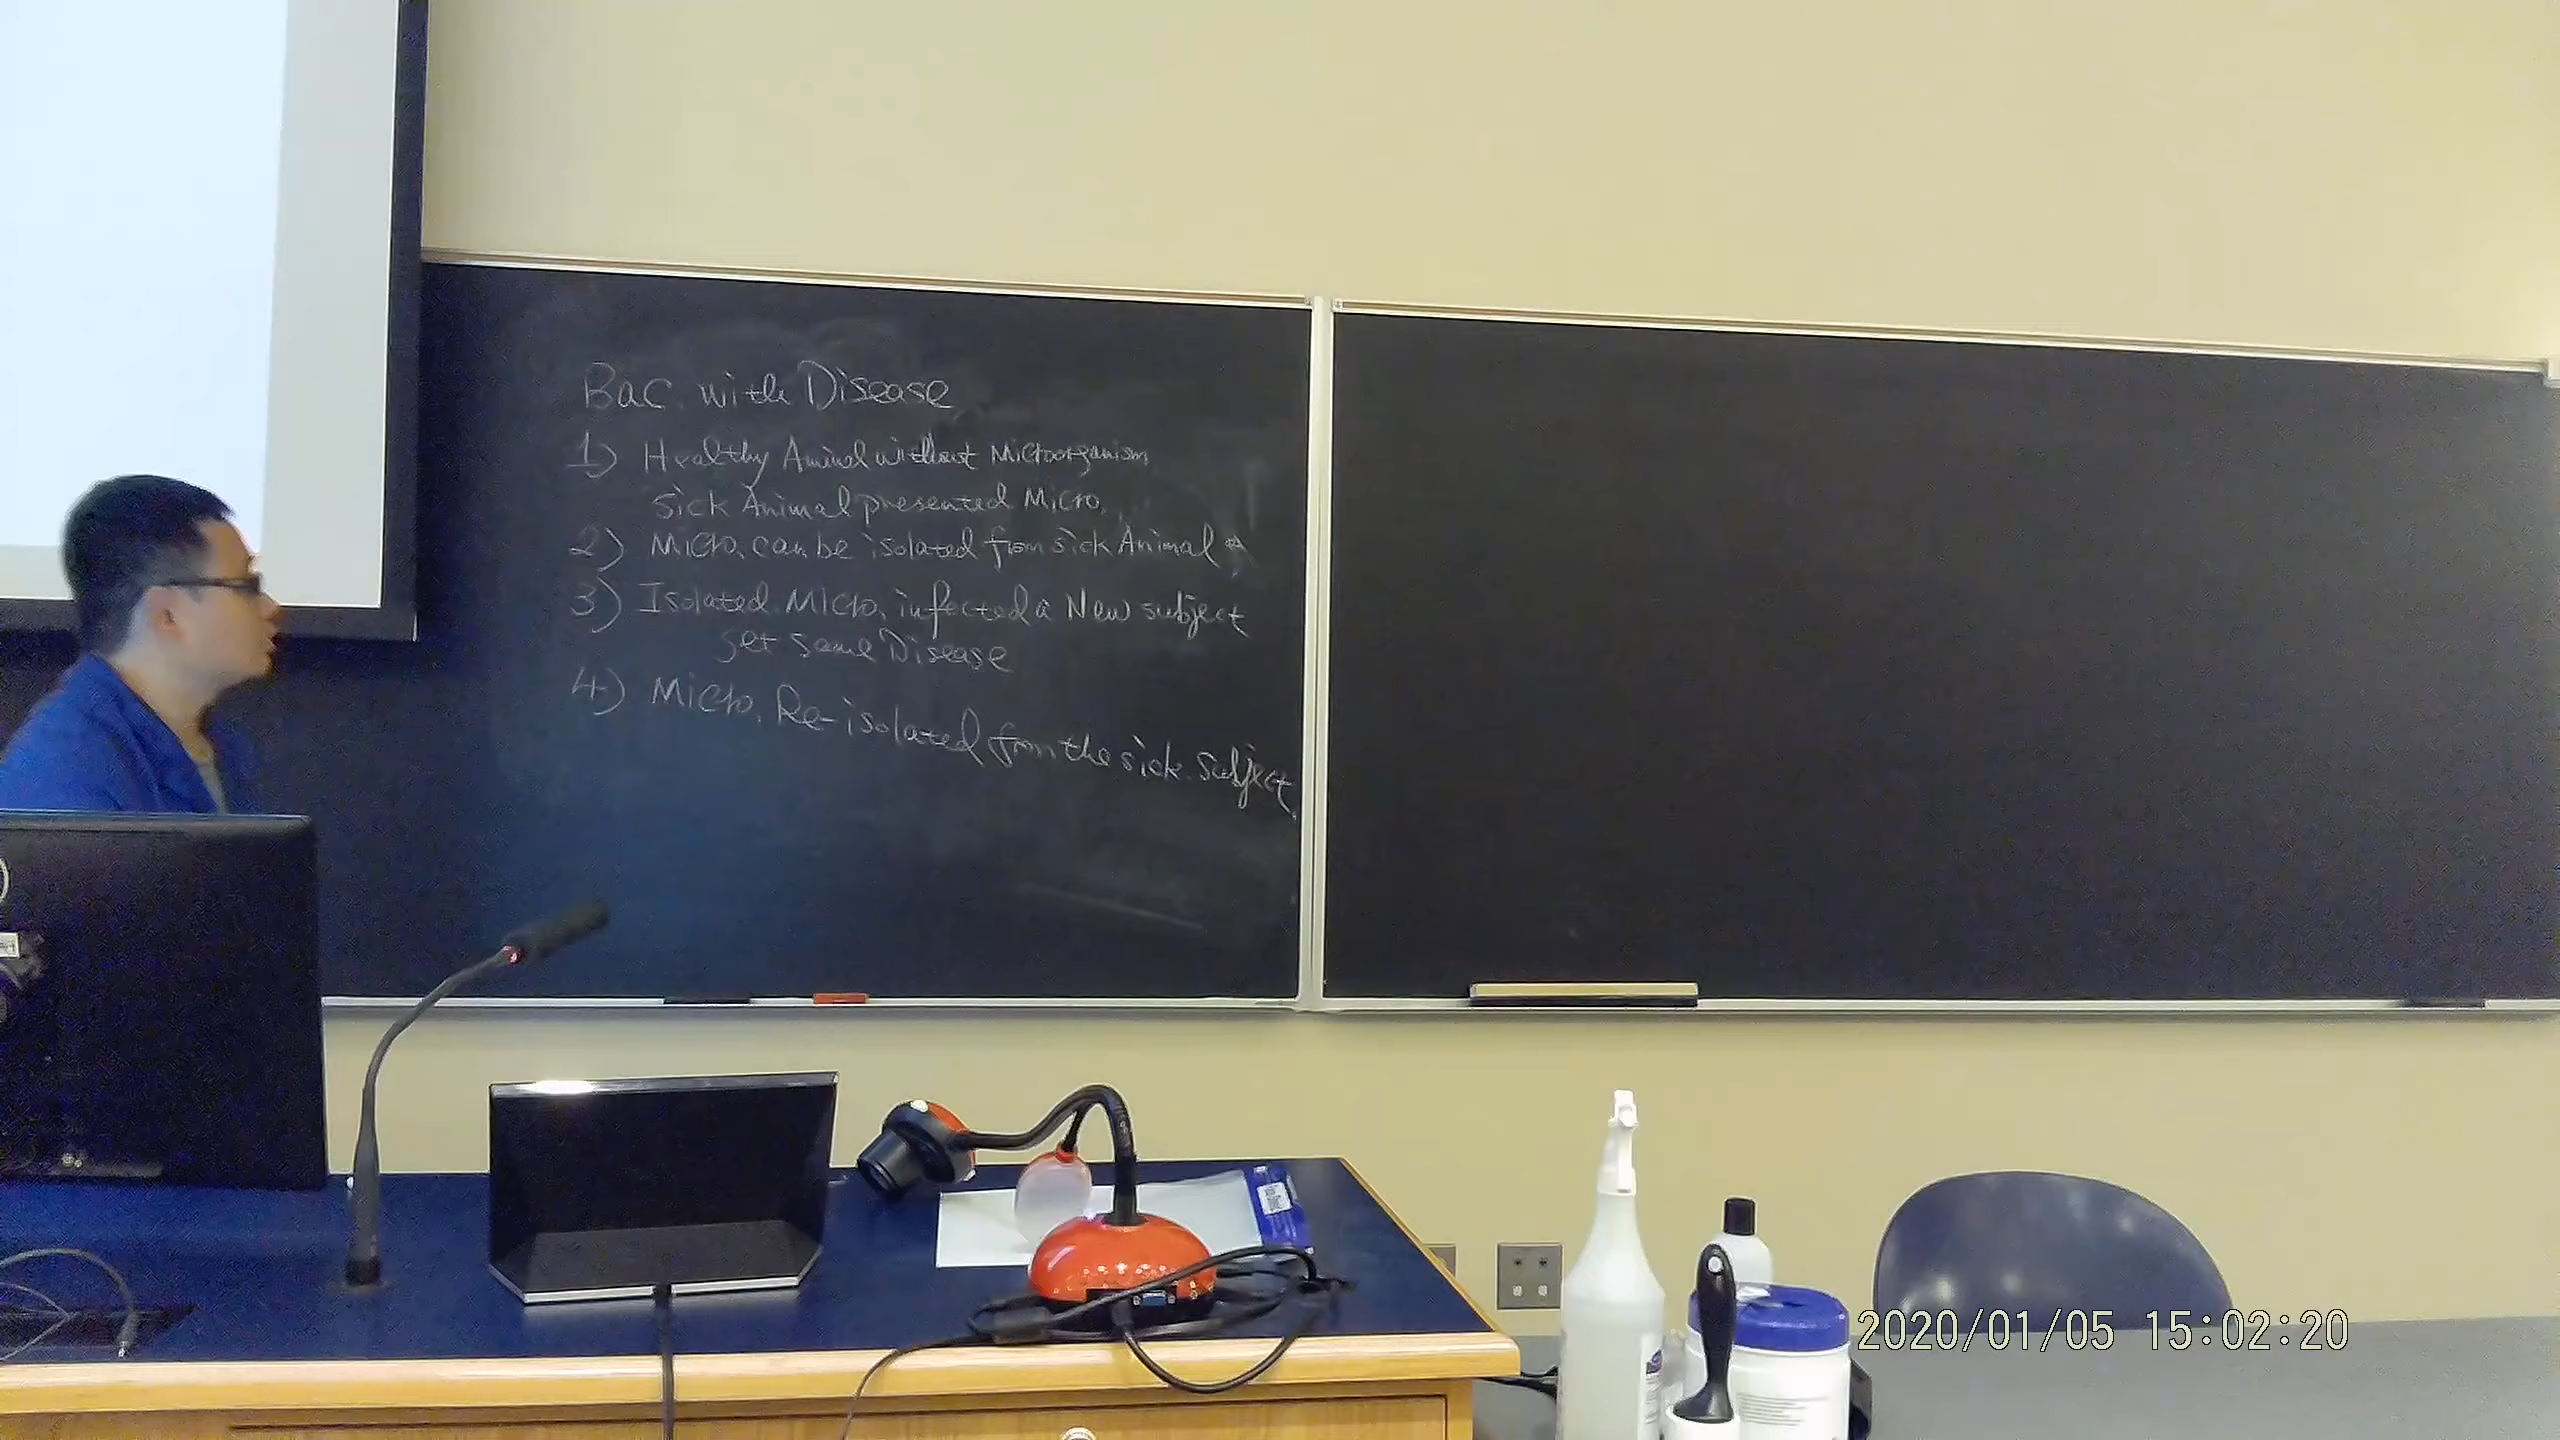 Bac. with Disease
1) Healthy Aminal without Microorganism
sick Animal presented Micro.
2) Micro. can be isolated from sick Animal
3) Isolated Micro. infected a New subject
get same Disease
4) Micro. Re-isolated from the sick. Subject
2020/01/05 15:02:20